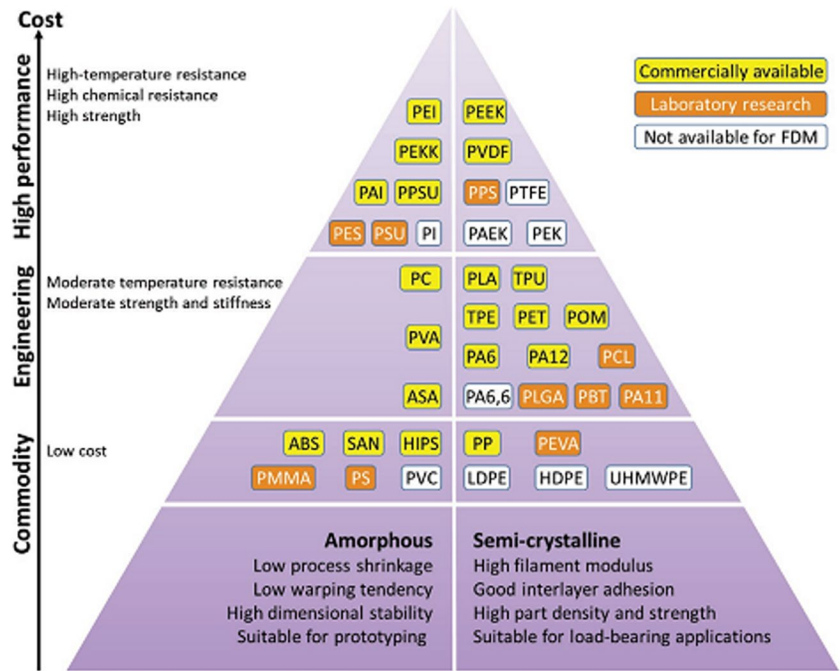 Cost
High performance
High-temperature resistance
High chemical resistance
High strength
Commercially available
Laboratory research
Not available for FDM
PEI PEEK
PEKK PVDF
PAI PPSU PPS PTFE
PES PSU PI PAEK PEK
Engineering
Moderate temperature resistance
Moderate strength and stiffness
PC PLA TPU
TPE PET POM
PVA
PA6 PA12 PCL
ASA PA6,6 PLGA PBT PA11
Commodity
Low cost
ABS SAN HIPS PP PEVA
PMMA PS PVC LDPE HDPE UHMWPE
Amorphous
Low process shrinkage
Low warping tendency
High dimensional stability
Suitable for prototyping
Semi-crystalline
High filament modulus
Good interlayer adhesion
High part density and strength
Suitable for load-bearing applications